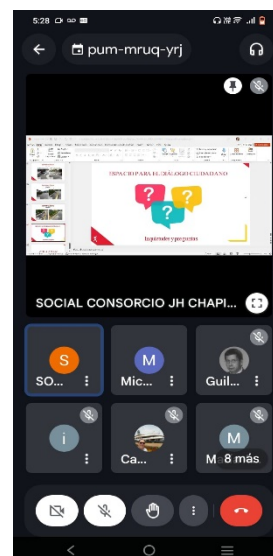 5:28
pum-mruq-yrj
ESPACIO PARA EL DIÁLOGO CIUDADANO
? ? ?
Inquietudes y preguntas
SOCIAL CONSORCIO JH CHAPI...
S
SO...
M
Mic...
Guil...
i
Ca...
M
8 más